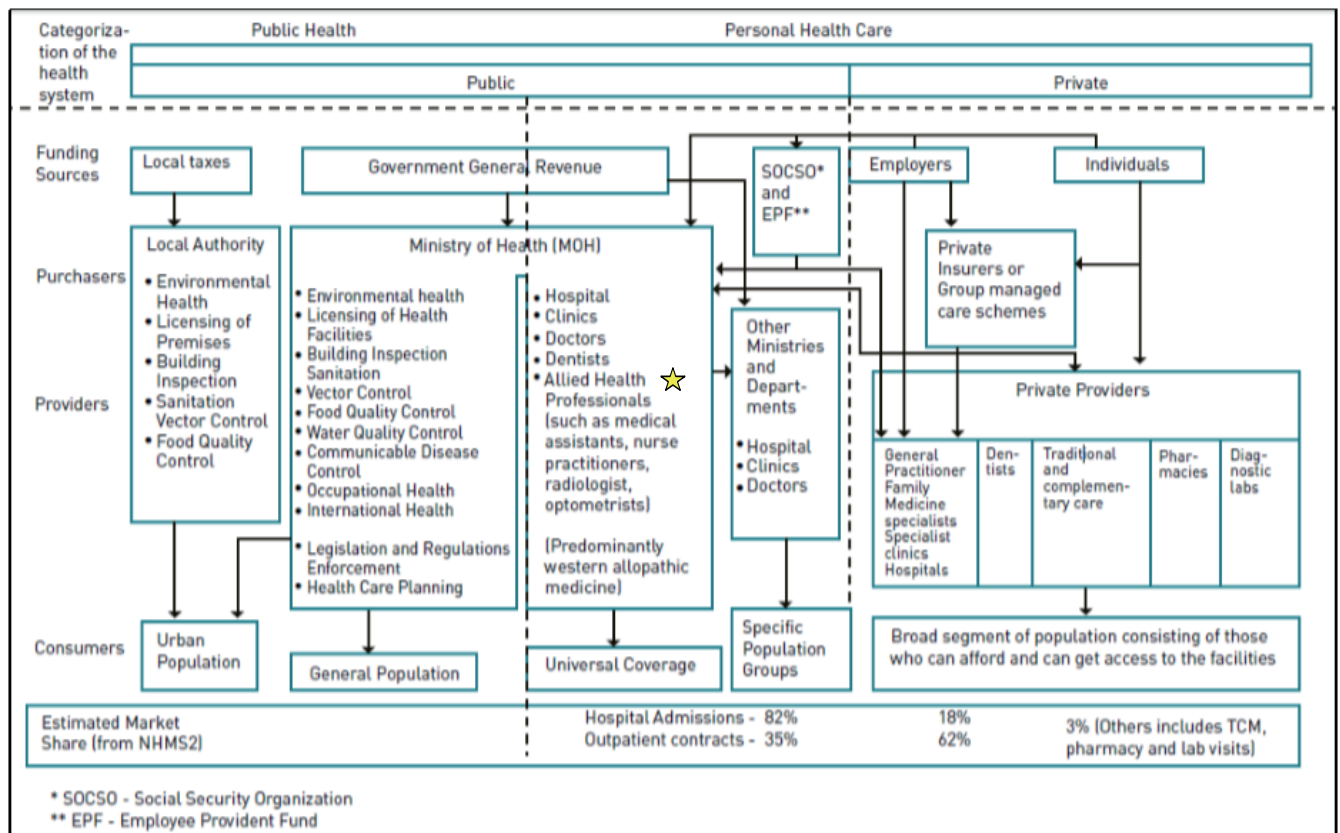 Categoriza-
tion of the
health
system
Public Health
Personal Health Care
Public
Private
Funding
Sources
Local taxes
Government General Revenue
SOCSO*
and
EPF**
Employers
Individuals
Purchasers
Providers
Local Authority
• Environmental
Health
• Licensing of
Premises
• Building
Inspection
• Sanitation
Vector Control
• Food Quality
Control
Ministry of Health (MOH)
• Environmental health
• Licensing of Health
Facilities
• Building Inspection
Sanitation
• Vector Control
• Food Quality Control
• Water Quality Control
• Communicable Disease
Control
• Occupational Health
• International Health
• Legislation and Regulations
Enforcement
• Health Care Planning
• Hospital
• Clinics
• Doctors
• Dentists
• Allied Health
Professionals
(such as medical
assistants, nurse
practitioners,
radiologist,
optometrists)
(Predominantly
western allopathic
medicine)
Other
Ministries
and
Depart-
ments
• Hospital
• Clinics
• Doctors
Private
Insurers or
Group managed
care schemes
Private Providers
General
Practitioner
Family
Medicine
specialists
Specialist
clinics
Hospitals
Den-
tists
Traditional
and
complemen-
tary care
Phar-
macies
Diag-
nostic
labs
Consumers
Urban
Population
General Population
Universal Coverage
Specific
Population
Groups
Broad segment of population consisting of those
who can afford and can get access to the facilities
Estimated Market
Share (from NHMS2)
Hospital Admissions - 82%
Outpatient contracts - 35%
18%
62%
3% (Others includes TCM,
pharmacy and lab visits)
* SOCSO - Social Security Organization
** EPF - Employee Provident Fund